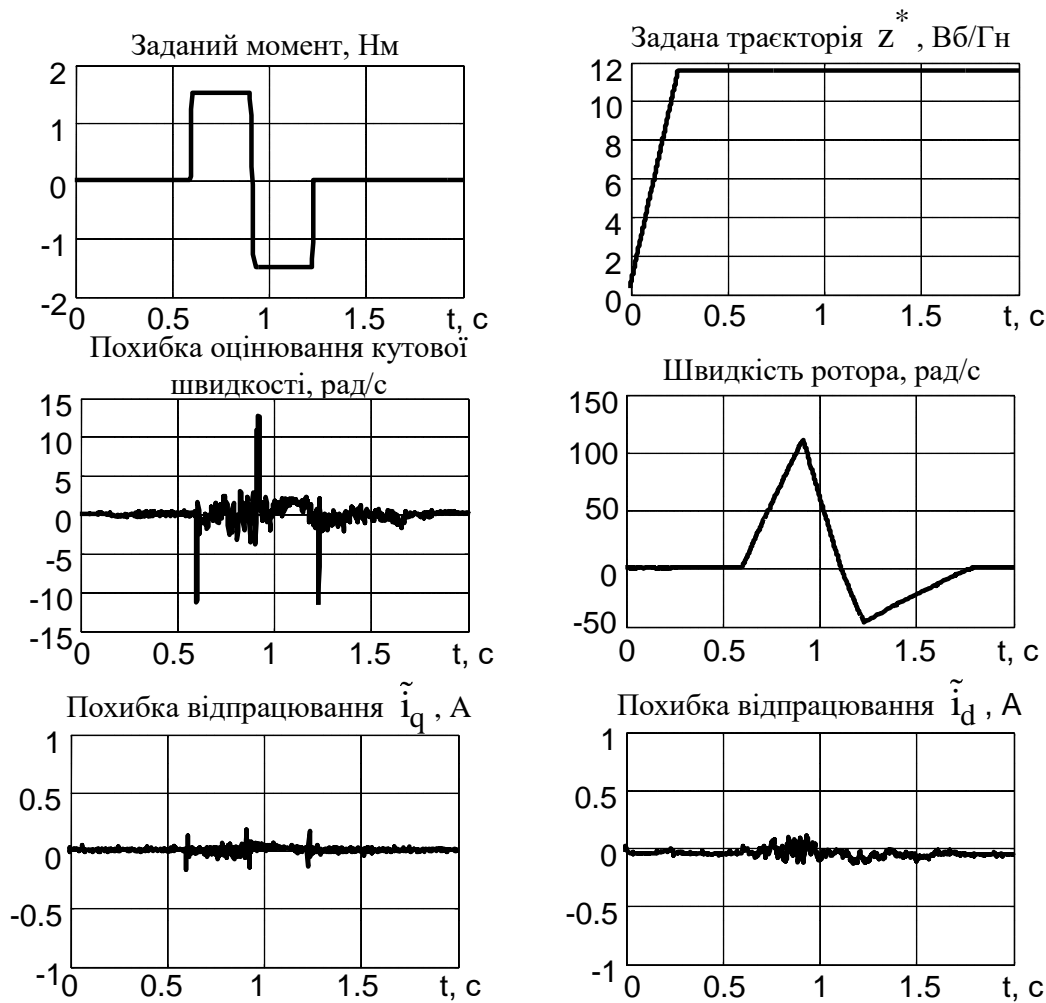 Заданий момент, Нм
2
1
0
-1
-2
0 0.5 1 1.5 t, с
Задана траєкторія z* , Вб/Гн
12
10
8
6
4
2
0
0 0.5 1 1.5 t, с
Похибка оцінювання кутової
швидкості, рад/с
15
10
5
0
-5
-10
-15
0 0.5 1 1.5 t, с
Швидкість ротора, рад/с
150
100
50
0
-50
0 0.5 1 1.5 t, с
Похибка відпрацювання ĩq , А
1
0.5
0
-0.5
-1
0 0.5 1 1.5 t, с
Похибка відпрацювання ĩd , А
1
0.5
0
-0.5
-1
0 0.5 1 1.5 t, с